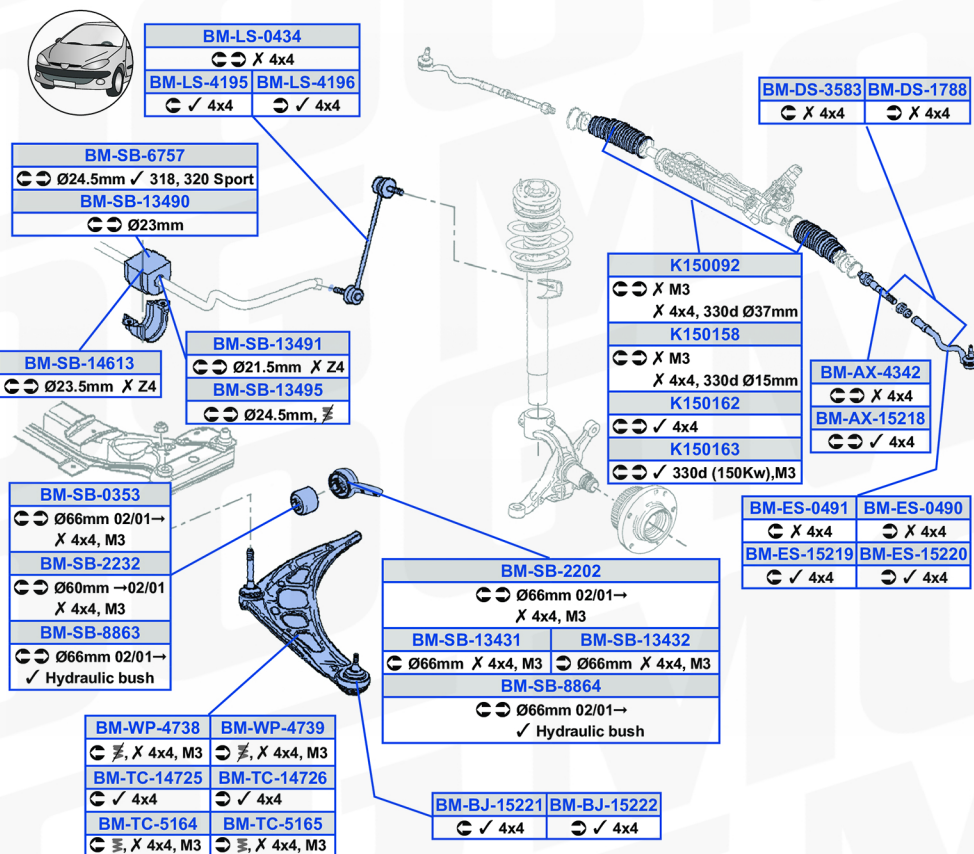 BM-LS-0434
✗ 4x4
BM-LS-4195 BM-LS-4196
✓ 4x4 ✓ 4x4
BM-DS-3583 BM-DS-1788
✗ 4x4 ✗ 4x4
BM-SB-6757
Ø24.5mm ✓ 318, 320 Sport
BM-SB-13490
Ø23mm
K150092
✗ M3
✗ 4x4, 330d Ø37mm
K150158
✗ M3
✗ 4x4, 330d Ø15mm
K150162
✓ 4x4
K150163
✓ 330d (150Kw),M3
BM-SB-14613
Ø23.5mm ✗ Z4
BM-SB-13491
Ø21.5mm ✗ Z4
BM-SB-13495
Ø24.5mm,
BM-AX-4342
✗ 4x4
BM-AX-15218
✓ 4x4
BM-SB-0353
Ø66mm 02/01→
✗ 4x4, M3
BM-SB-2232
Ø60mm →02/01
✗ 4x4, M3
BM-SB-8863
Ø66mm 02/01→
✓ Hydraulic bush
BM-ES-0491 BM-ES-0490
✗ 4x4 ✗ 4x4
BM-ES-15219 BM-ES-15220
✓ 4x4 ✓ 4x4
BM-SB-2202
Ø66mm 02/01→
✗ 4x4, M3
BM-SB-13431 BM-SB-13432
Ø66mm ✗ 4x4, M3 Ø66mm ✗ 4x4, M3
BM-SB-8864
Ø66mm 02/01→
✓ Hydraulic bush
BM-WP-4738 BM-WP-4739
, ✗ 4x4, M3 , ✗ 4x4, M3
BM-TC-14725 BM-TC-14726
✓ 4x4 ✓ 4x4
BM-TC-5164 BM-TC-5165
, ✗ 4x4, M3 , ✗ 4x4, M3
BM-BJ-15221 BM-BJ-15222
✓ 4x4 ✓ 4x4